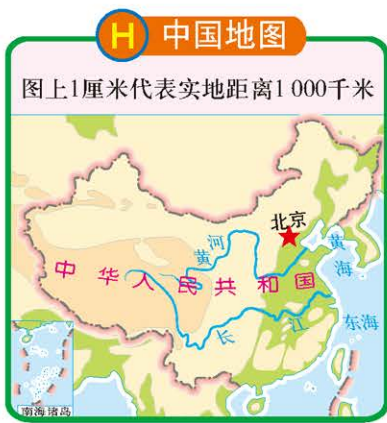 H 中国地图
图上1厘米代表实地距离1 000千米
北京
黄河
黄海
中华人民共和国
长江
东海
南海诸岛